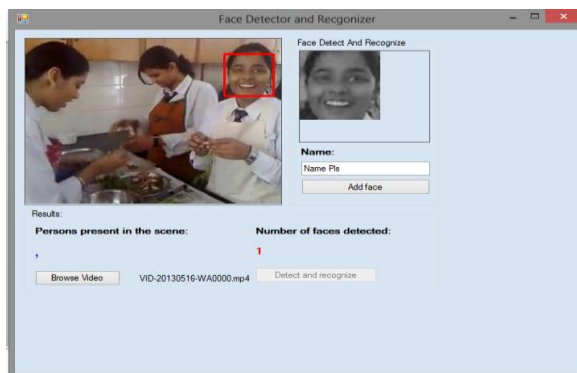 Face Detector and Recgonizer
Face Detect And Recognize
Name:
Name Pls
Add face
Results:
Persons present in the scene:
Number of faces detected:
,
1
Browse Video
VID-20130516-WA0000.mp4
Detect and recognize